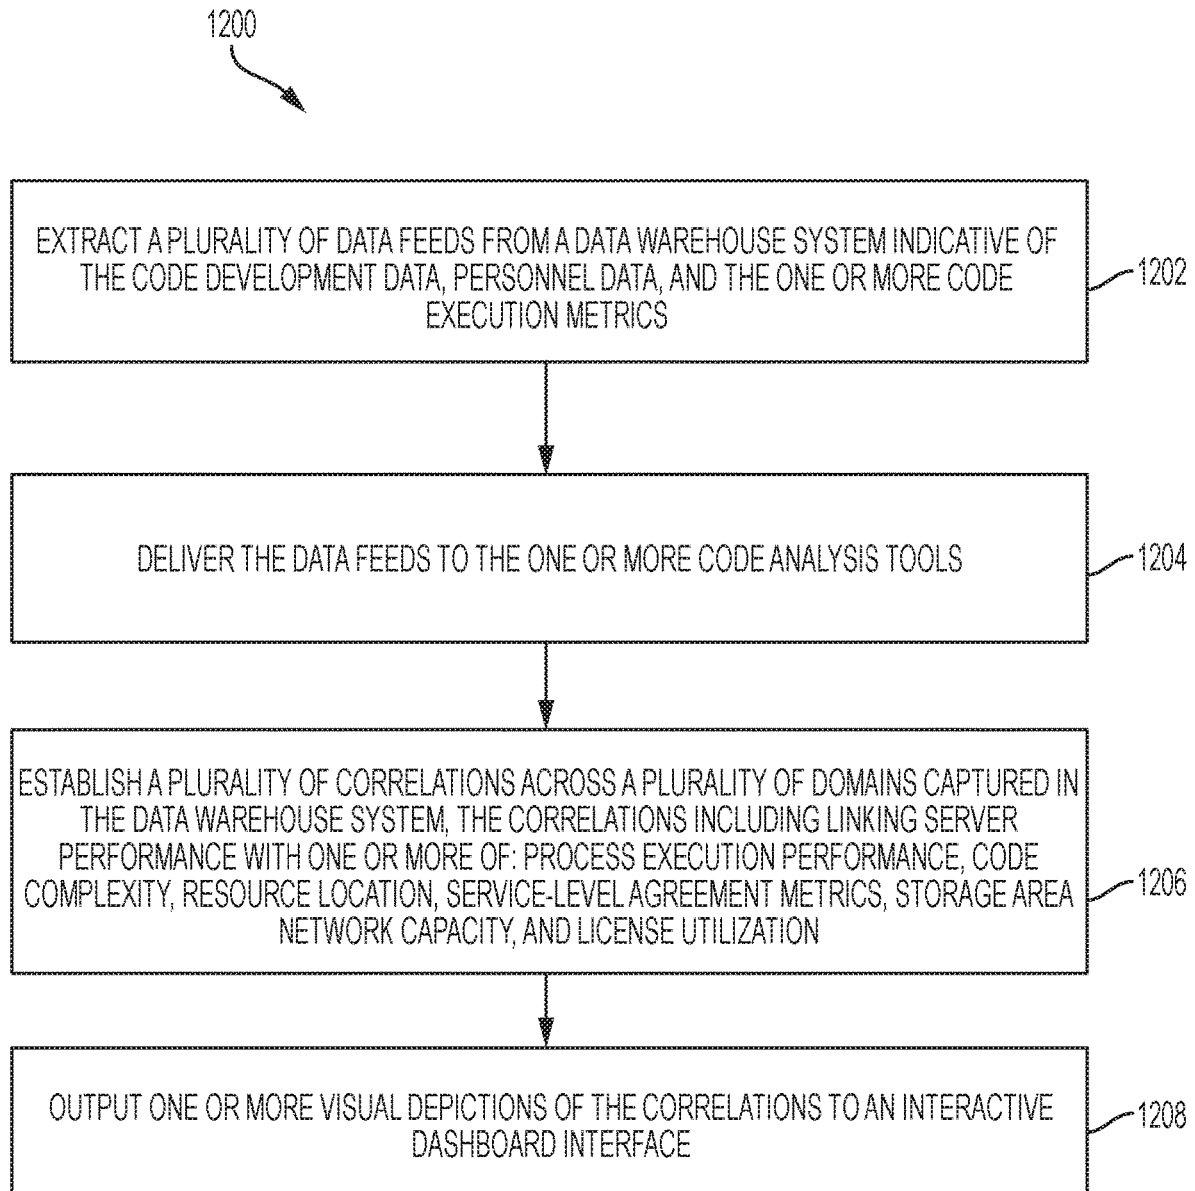 1200
EXTRACT A PLURALITY OF DATA FEEDS FROM A DATA WAREHOUSE SYSTEM INDICATIVE OF
THE CODE DEVELOPMENT DATA, PERSONNEL DATA, AND THE ONE OR MORE CODE
EXECUTION METRICS
1202
DELIVER THE DATA FEEDS TO THE ONE OR MORE CODE ANALYSIS TOOLS
1204
ESTABLISH A PLURALITY OF CORRELATIONS ACROSS A PLURALITY OF DOMAINS CAPTURED IN
THE DATA WAREHOUSE SYSTEM, THE CORRELATIONS INCLUDING LINKING SERVER
PERFORMANCE WITH ONE OR MORE OF: PROCESS EXECUTION PERFORMANCE, CODE
COMPLEXITY, RESOURCE LOCATION, SERVICE-LEVEL AGREEMENT METRICS, STORAGE AREA
NETWORK CAPACITY, AND LICENSE UTILIZATION
1206
OUTPUT ONE OR MORE VISUAL DEPICTIONS OF THE CORRELATIONS TO AN INTERACTIVE
DASHBOARD INTERFACE
1208